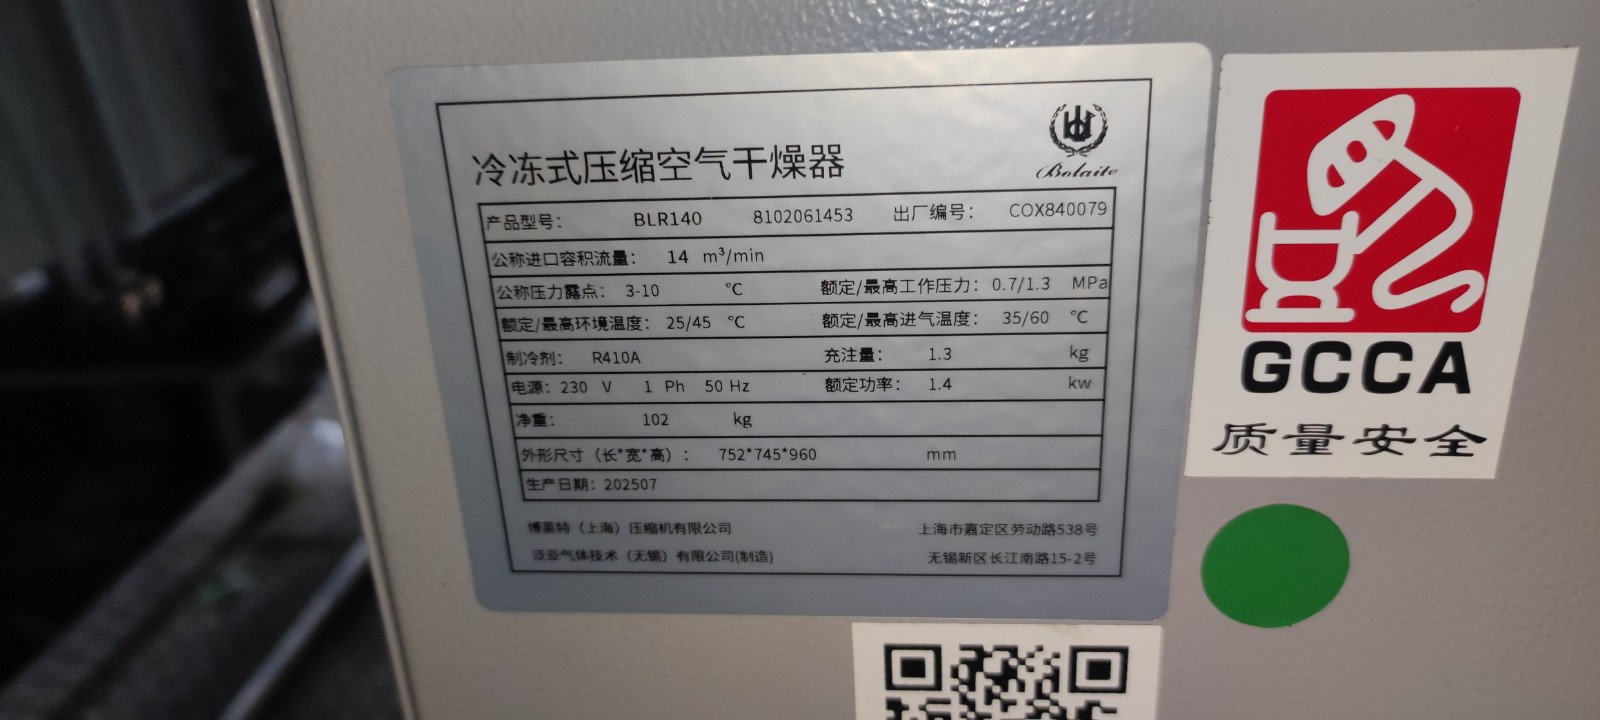 Bolaite
冷冻式压缩空气干燥器
产品型号： BLR140 8102061453 出厂编号： COX840079
公称进口容积流量： 14 m³/min
公称压力露点： 3-10 ℃ 额定/最高工作压力： 0.7/1.3 MPa
额定/最高环境温度： 25/45 ℃ 额定/最高进气温度： 35/60 ℃
制冷剂： R410A 充注量： 1.3 kg
电源： 230 V 1 Ph 50 Hz 额定功率： 1.4 kw
净重： 102 kg
外形尺寸（长*宽*高）： 752*745*960 mm
生产日期： 202507
博莱特（上海）压缩机有限公司 上海市嘉定区劳动路538号
泛亚气体技术（无锡）有限公司(制造) 无锡新区长江南路15-2号
GCCA
质量安全